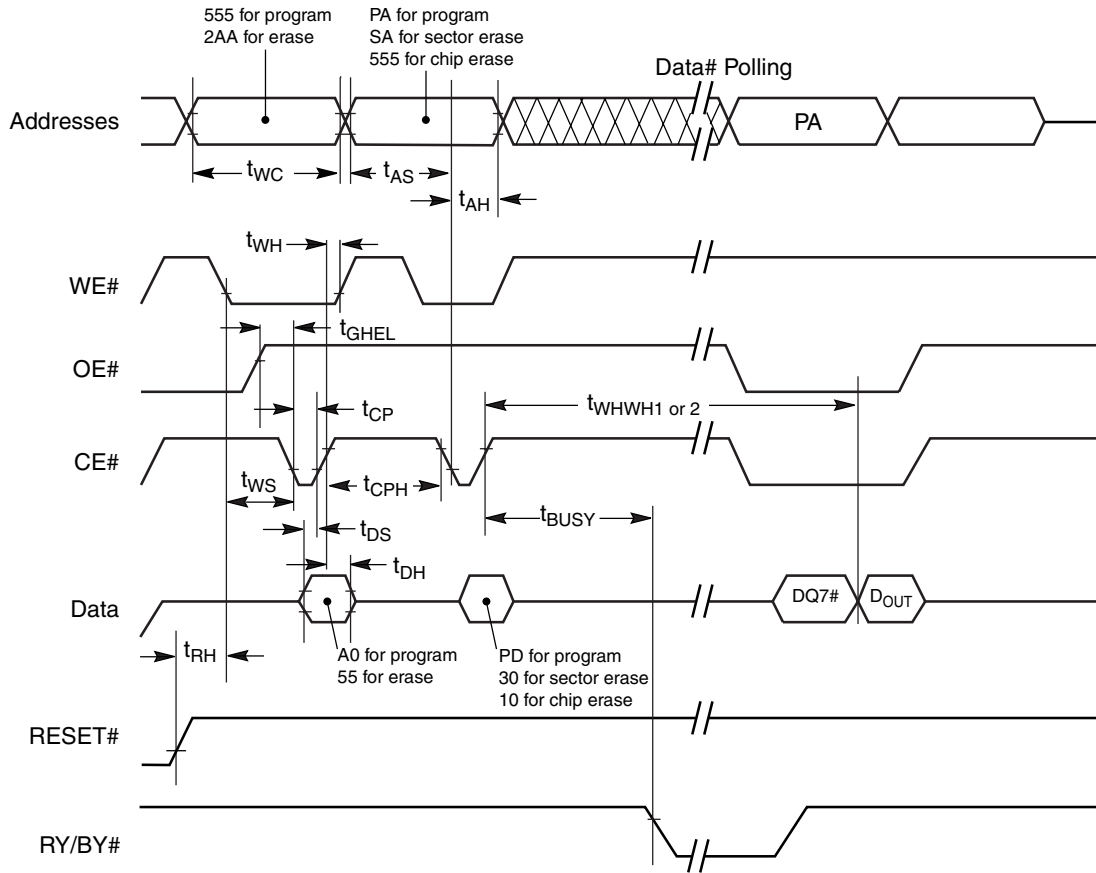 555 for program
2AA for erase
PA for program
SA for sector erase
555 for chip erase
Data# Polling
Addresses
PA
tWC
tAS
tAH
tWH
WE#
tGHEL
OE#
tWHWH1 or 2
tCP
CE#
tWS
tCPH
tBUSY
tDS
tDH
Data
DQ7#
DOUT
tRH
A0 for program
55 for erase
PD for program
30 for sector erase
10 for chip erase
RESET#
RY/BY#